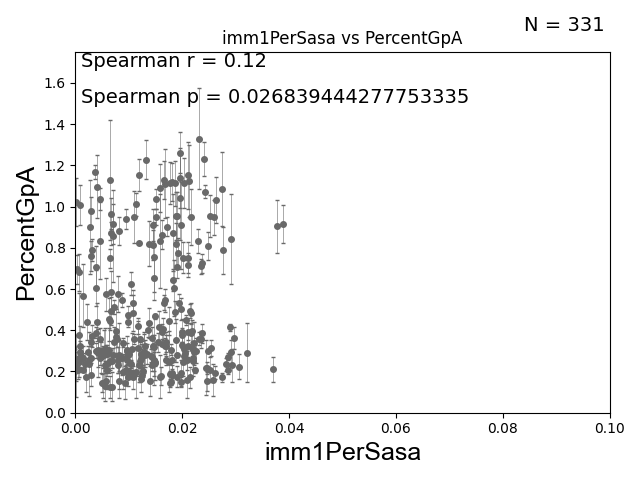 N = 331
imm1PerSasa vs PercentGpA
Spearman r = 0.12
Spearman p = 0.026839444277753335
PercentGpA
1.6
1.4
1.2
1.0
0.8
0.6
0.4
0.2
0.0
0.00 0.02 0.04 0.06 0.08 0.10
imm1PerSasa